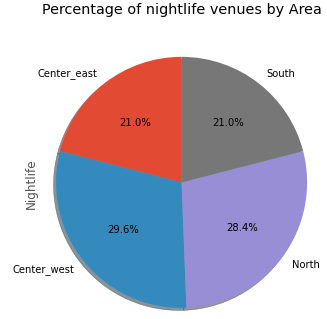 Percentage of nightlife venues by Area
Center_east
South
21.0%
21.0%
Nightlife
29.6%
28.4%
Center_west
North